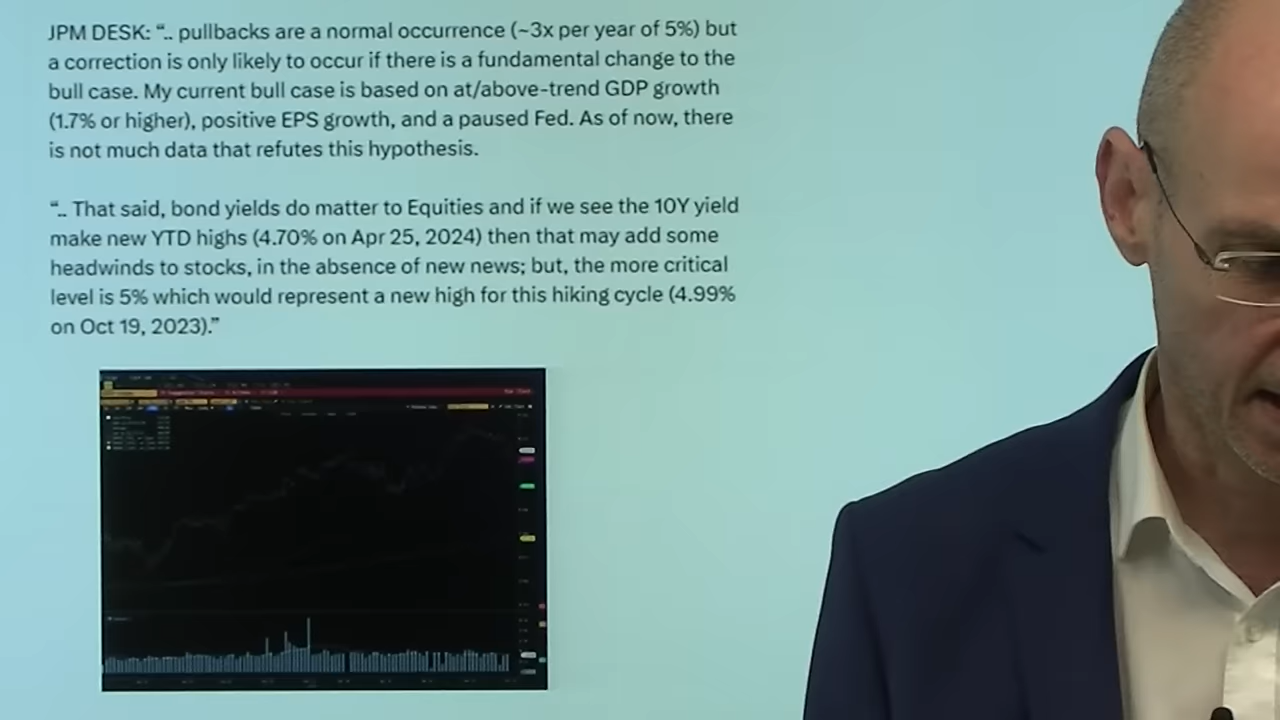 JPM DESK: “.. pullbacks are a normal occurrence (~3x per year of 5%) but
a correction is only likely to occur if there is a fundamental change to the
bull case. My current bull case is based on at/above-trend GDP growth
(1.7% or higher), positive EPS growth, and a paused Fed. As of now, there
is not much data that refutes this hypothesis.
“.. That said, bond yields do matter to Equities and if we see the 10Y yield
make new YTD highs (4.70% on Apr 25, 2024) then that may add some
headwinds to stocks, in the absence of new news; but, the more critical
level is 5% which would represent a new high for this hiking cycle (4.99%
on Oct 19, 2023).”